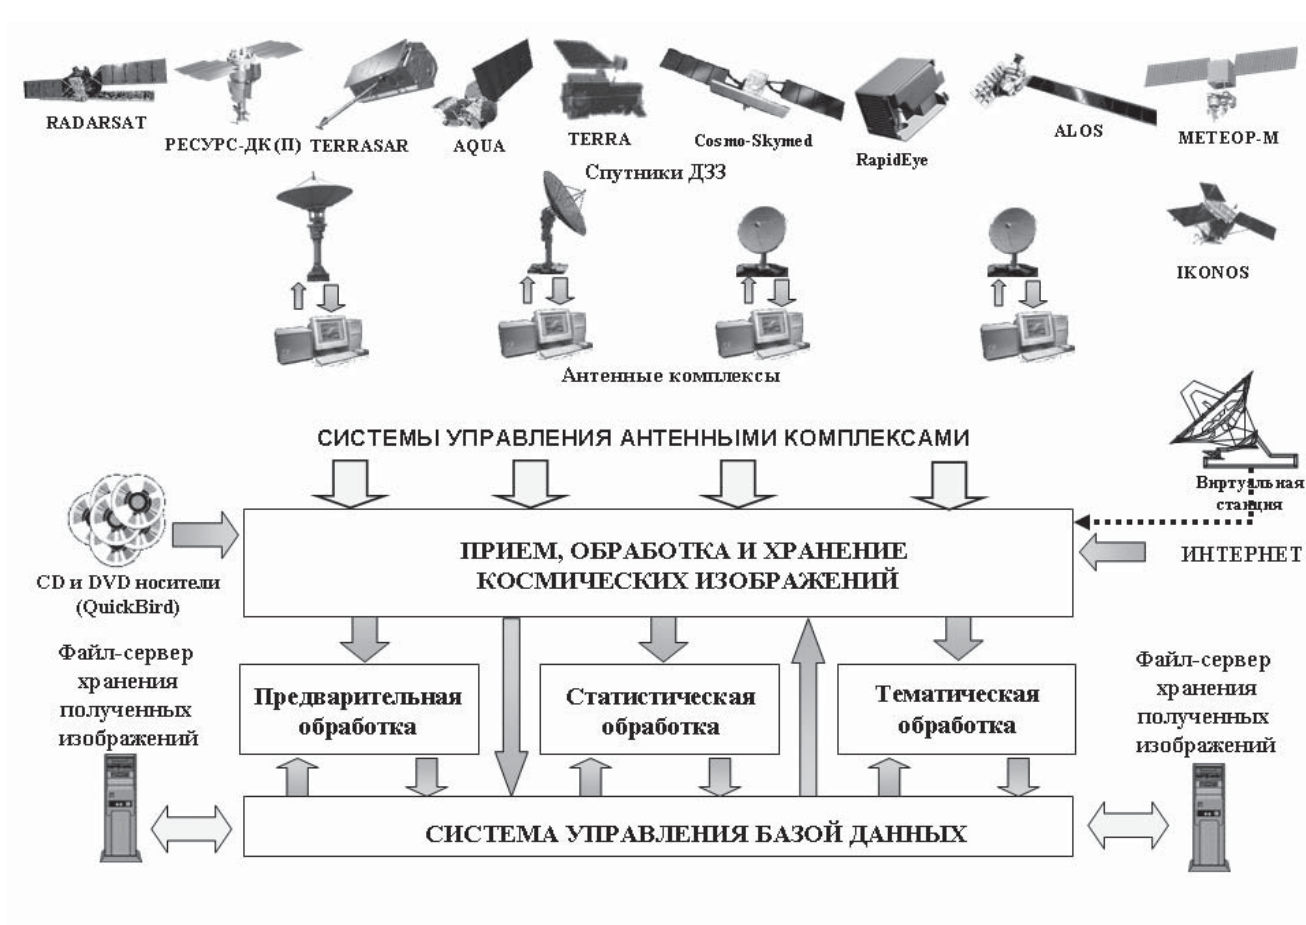 RADARSAT
РЕСУРС-ДК (П)
TERRASAR
AQUA
TERRA
Cosmo-Skymed
RapidEye
ALOS
МЕТЕОР-М
Спутники ДЗЗ
IKONOS
Антенные комплексы
СИСТЕМЫ УПРАВЛЕНИЯ АНТЕННЫМИ КОМПЛЕКСАМИ
Виртуальная
станция
CD и DVD носители
(QuickBird)
ПРИЕМ, ОБРАБОТКА И ХРАНЕНИЕ
КОСМИЧЕСКИХ ИЗОБРАЖЕНИЙ
ИНТЕРНЕТ
Файл-сервер
хранения
полученных
изображений
Предварительная
обработка
Статистическая
обработка
Тематическая
обработка
Файл-сервер
хранения
полученных
изображений
СИСТЕМА УПРАВЛЕНИЯ БАЗОЙ ДАННЫХ